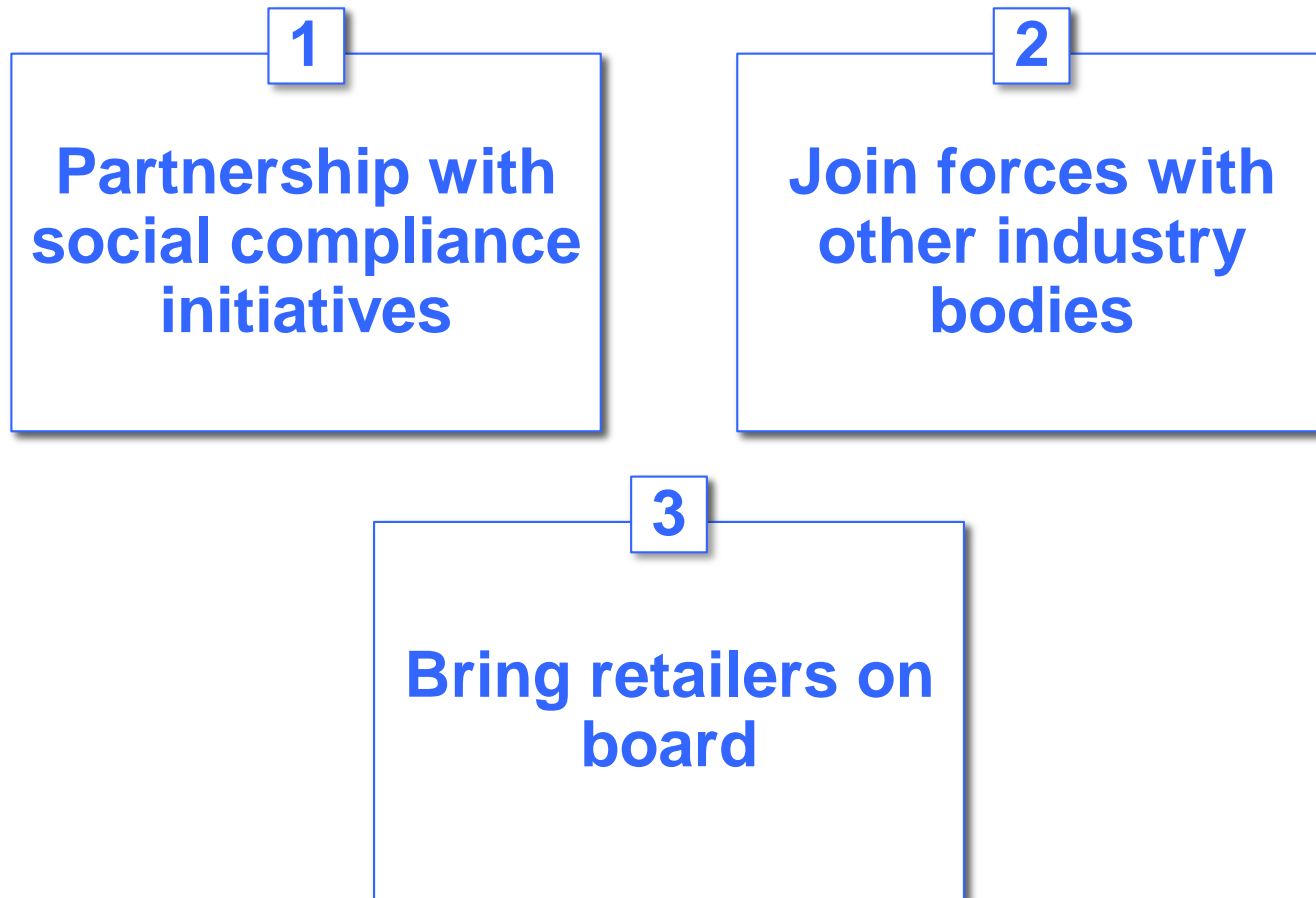 1
Partnership with
social compliance
initiatives
2
Join forces with
other industry
bodies
3
Bring retailers on
board